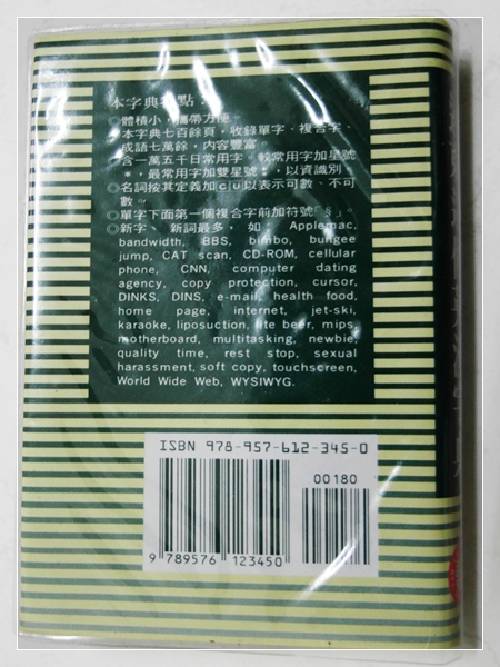 本字典特點：
◎體積小，攜帶方便
◎本字典七百餘頁，收錄單字、複合字、
成語七萬餘，內容豐富。
◎含一萬五千日常用字，較常用字加星號
*，最常用字加雙星號，以資識別
◎名詞按其定義加c u以表示可數、不可
數。
◎單字下面第一個複合字前加符號「§」。
◎新字、新詞最多，如： Applemac,
bandwidth, BBS, bimbo, bungee
jump, CAT scan, CD-ROM, cellular
phone, CNN, computer dating
agency, copy protection, cursor,
DINKS, DINS, e-mail, health food,
home page, internet, jet-ski,
karaoke, liposuction, lite beer, mips,
motherboard, multitasking, newbie,
quality time, rest stop, sexual
harassment, soft copy, touchscreen,
World Wide Web, WYSIWYG.
ISBN 978-957-612-345-0
00180
9 789576 123450